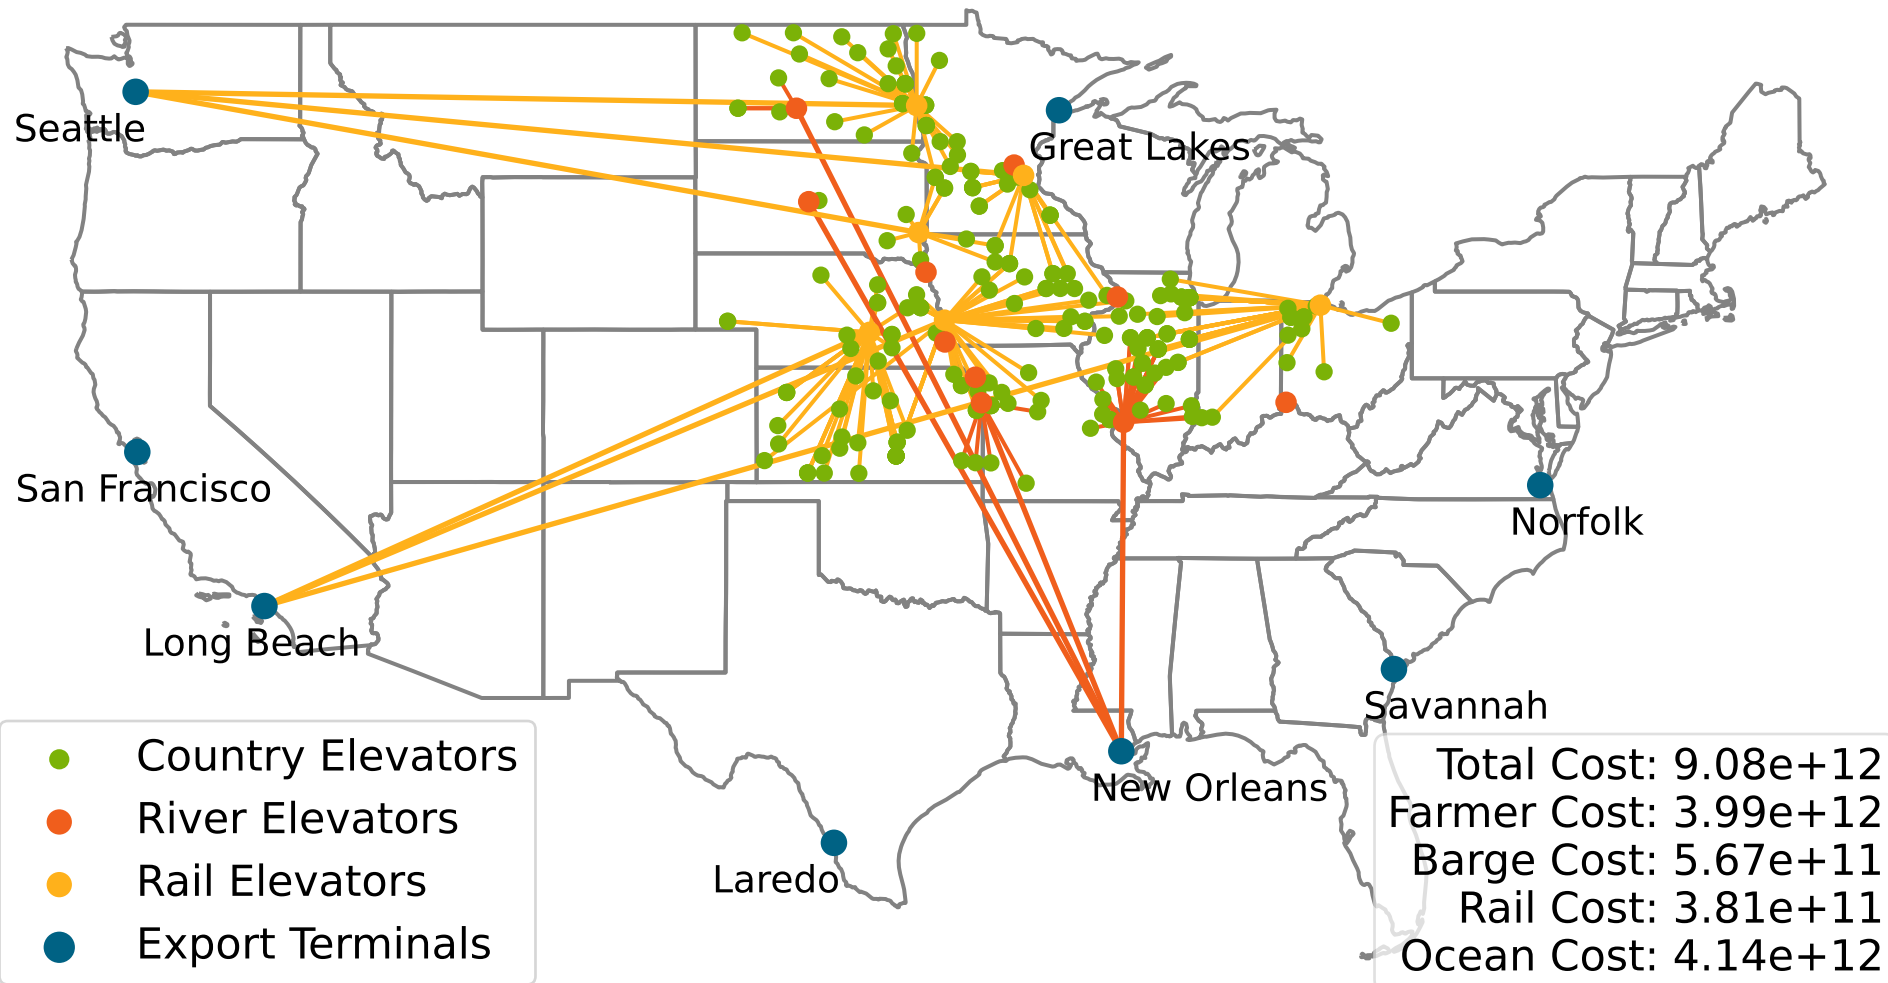 Seattle
Great Lakes
San Francisco
Norfolk
Long Beach
Savannah
New Orleans
Laredo
Country Elevators
River Elevators
Rail Elevators
Export Terminals
Total Cost: 9.08e+12
Farmer Cost: 3.99e+12
Barge Cost: 5.67e+11
Rail Cost: 3.81e+11
Ocean Cost: 4.14e+12